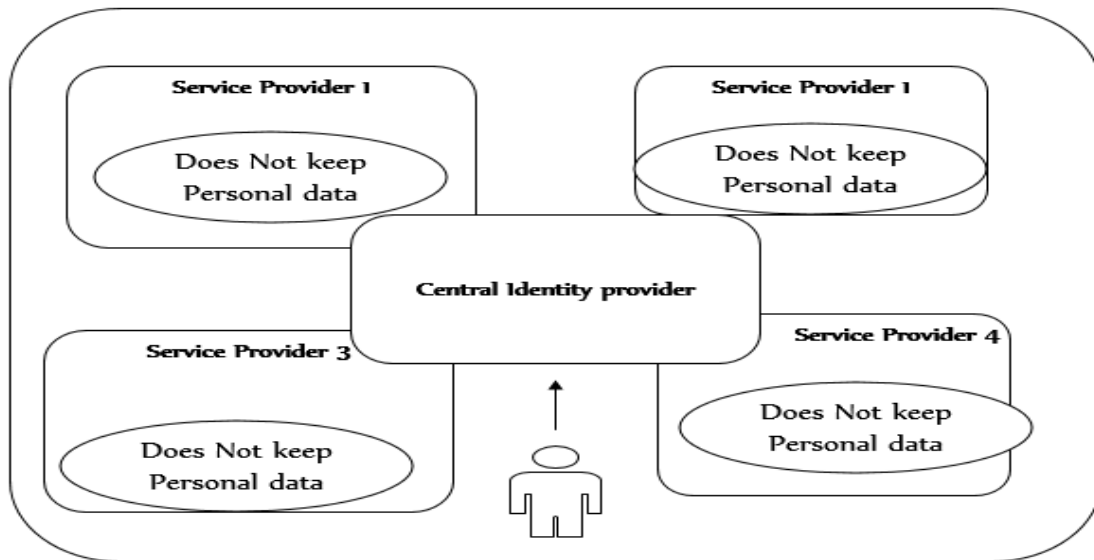 Service Provider 1
Does Not keep
Personal data
Service Provider 1
Does Not keep
Personal data
Central Identity provider
Service Provider 3
Does Not keep
Personal data
Service Provider 4
Does Not keep
Personal data